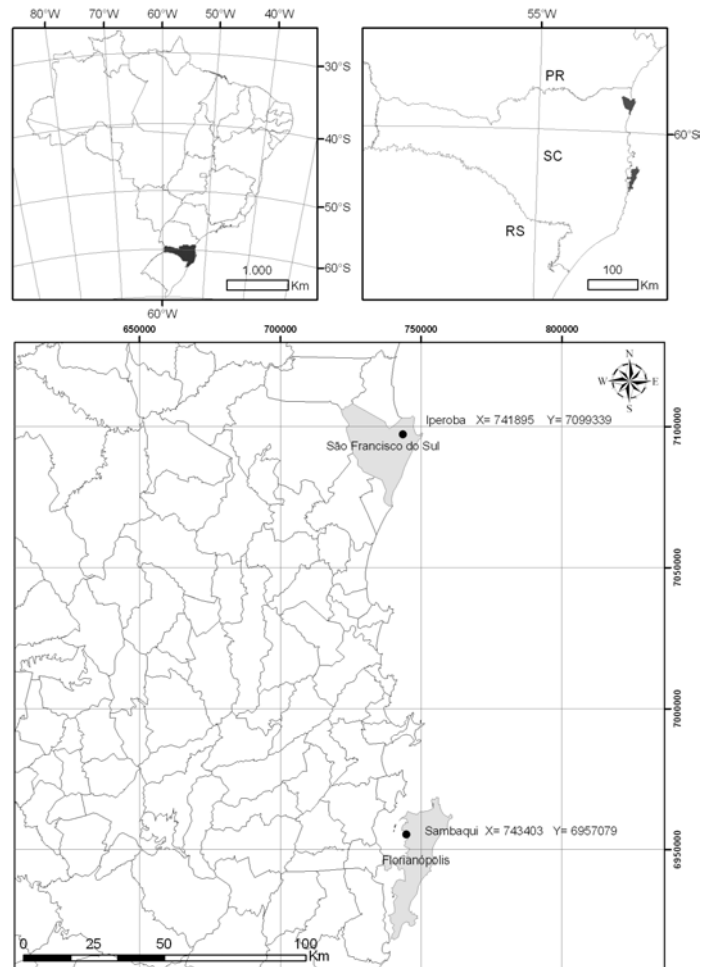 80°W 70°W 60°W 50°W 40°W
30°S
40°S
50°S
60°S
60°W
1.000
Km
55°W
PR
60°S
SC
RS
100
Km
650000 700000 750000 800000
N
W E
S
Iperoba X= 741895 Y= 7099339
São Francisco do Sul
7100000
7050000
7000000
Sambaqui X= 743403 Y= 6957079
6950000
Florianópolis
0 25 50 100
Km